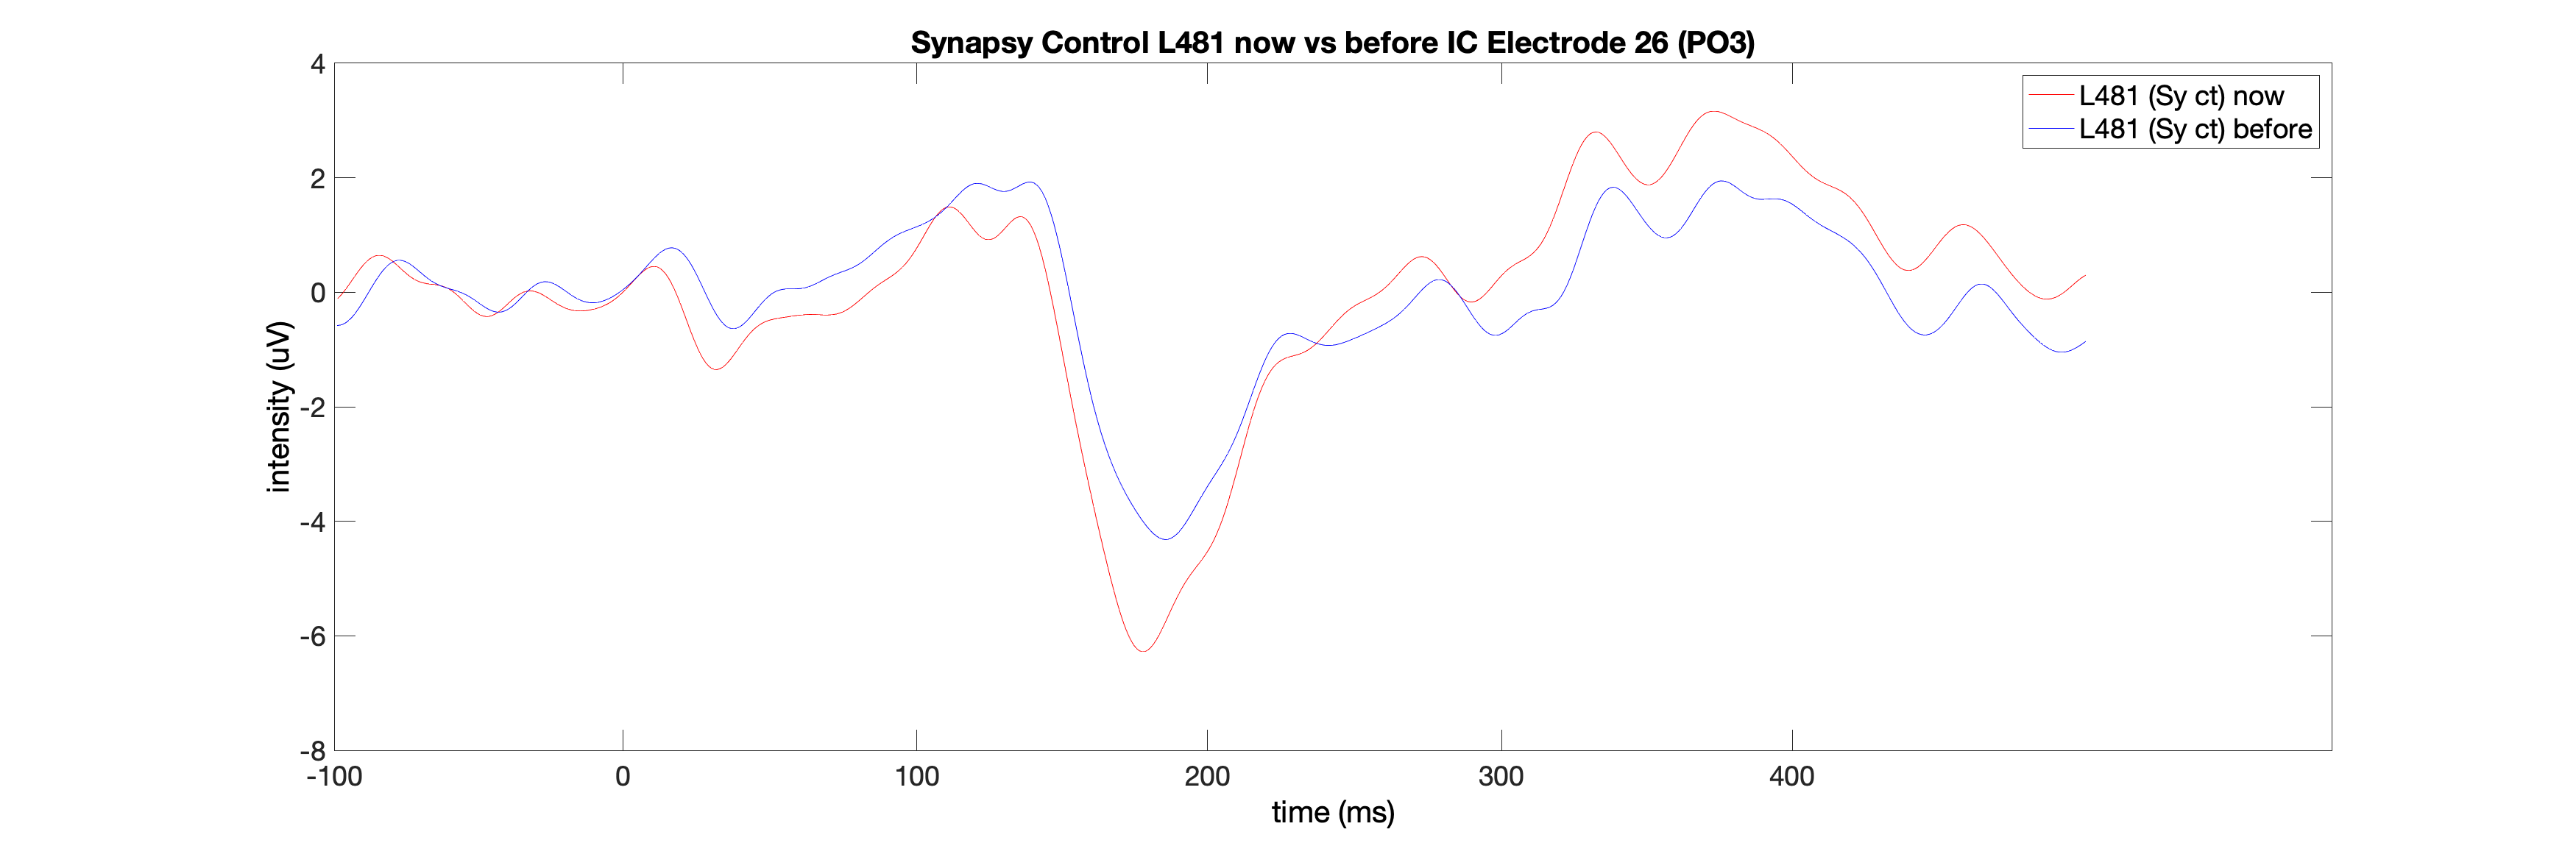 Synapsy Control L481 now vs before IC Electrode 26 (PO3)
4
2
0
-2
-4
-6
-8
intensity (uV)
L481 (Sy ct) now
L481 (Sy ct) before
-100 0 100 200 300 400
time (ms)